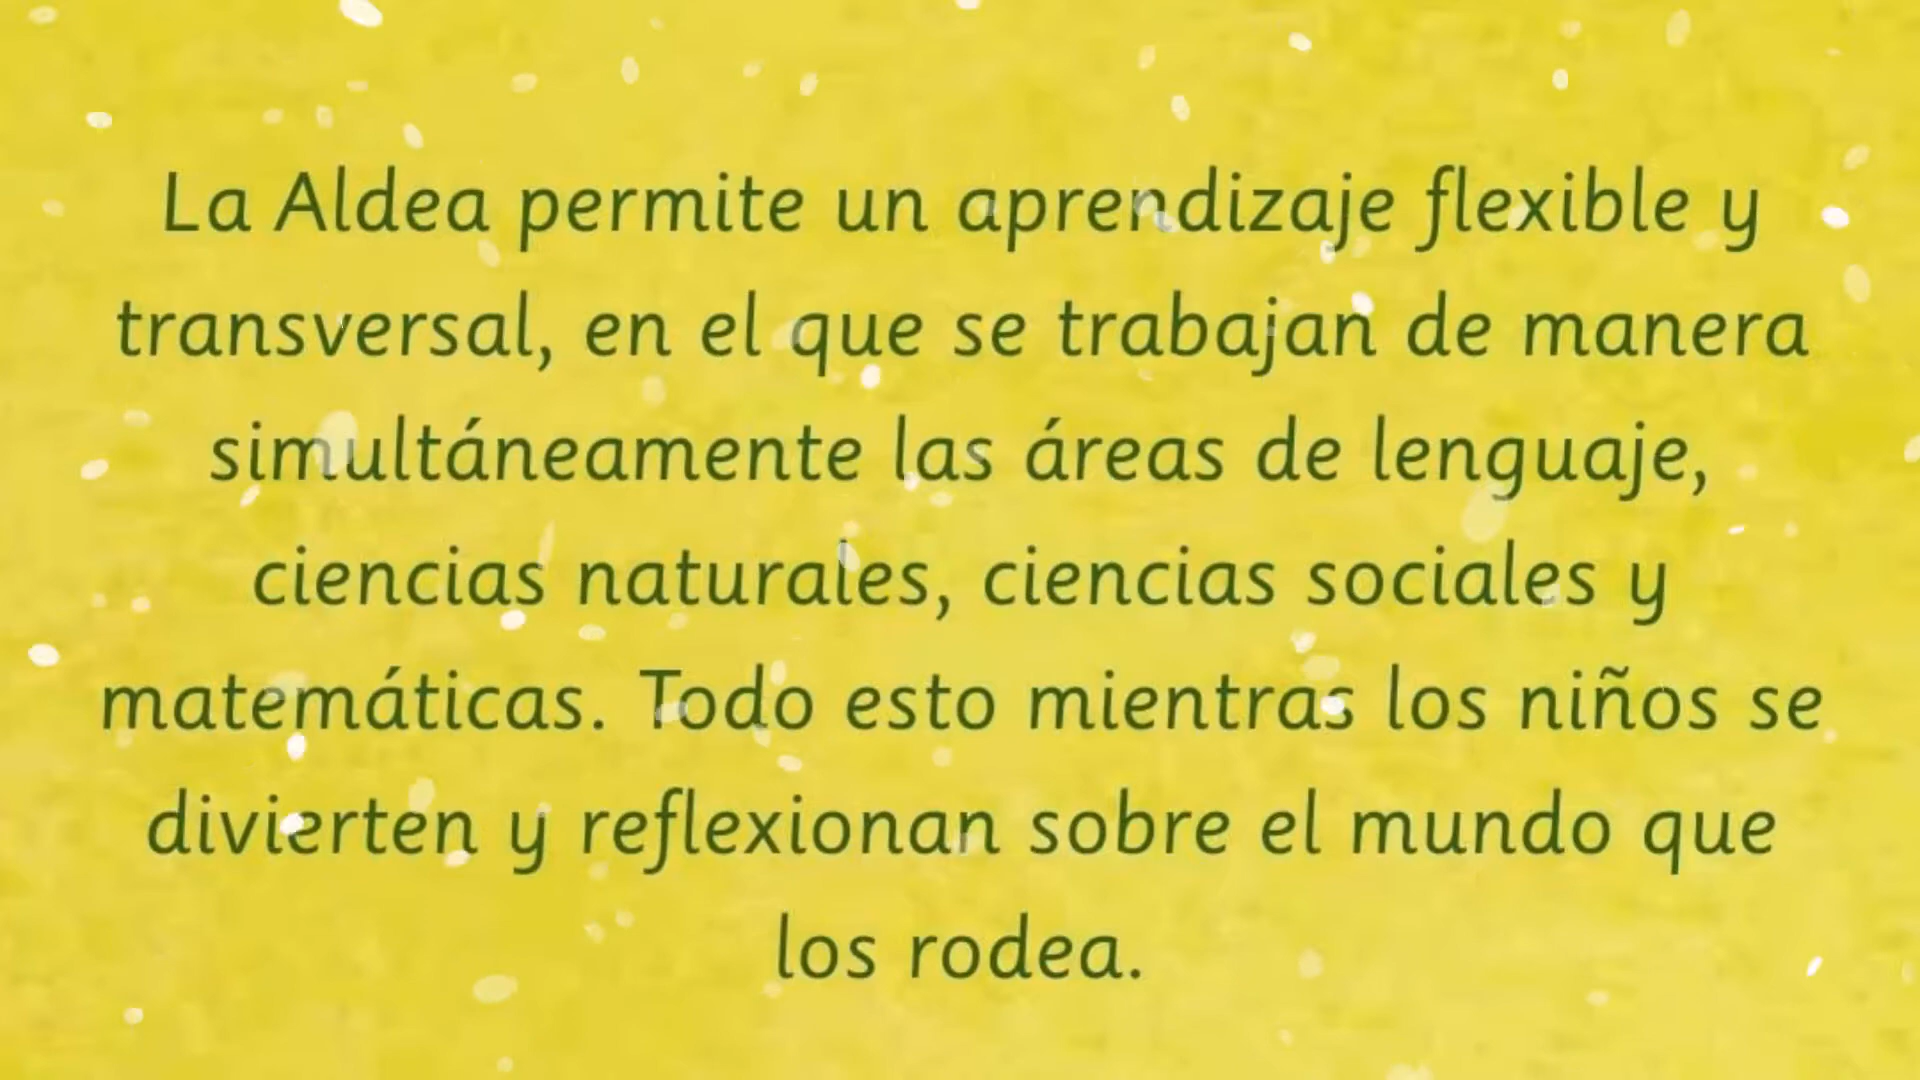 La Aldea permite un aprendizaje flexible y
transversal, en el que se trabajan de manera
simultáneamente las áreas de lenguaje,
ciencias naturales, ciencias sociales y
matemáticas. Todo esto mientras los niños se
divierten y reflexionan sobre el mundo que
los rodea.